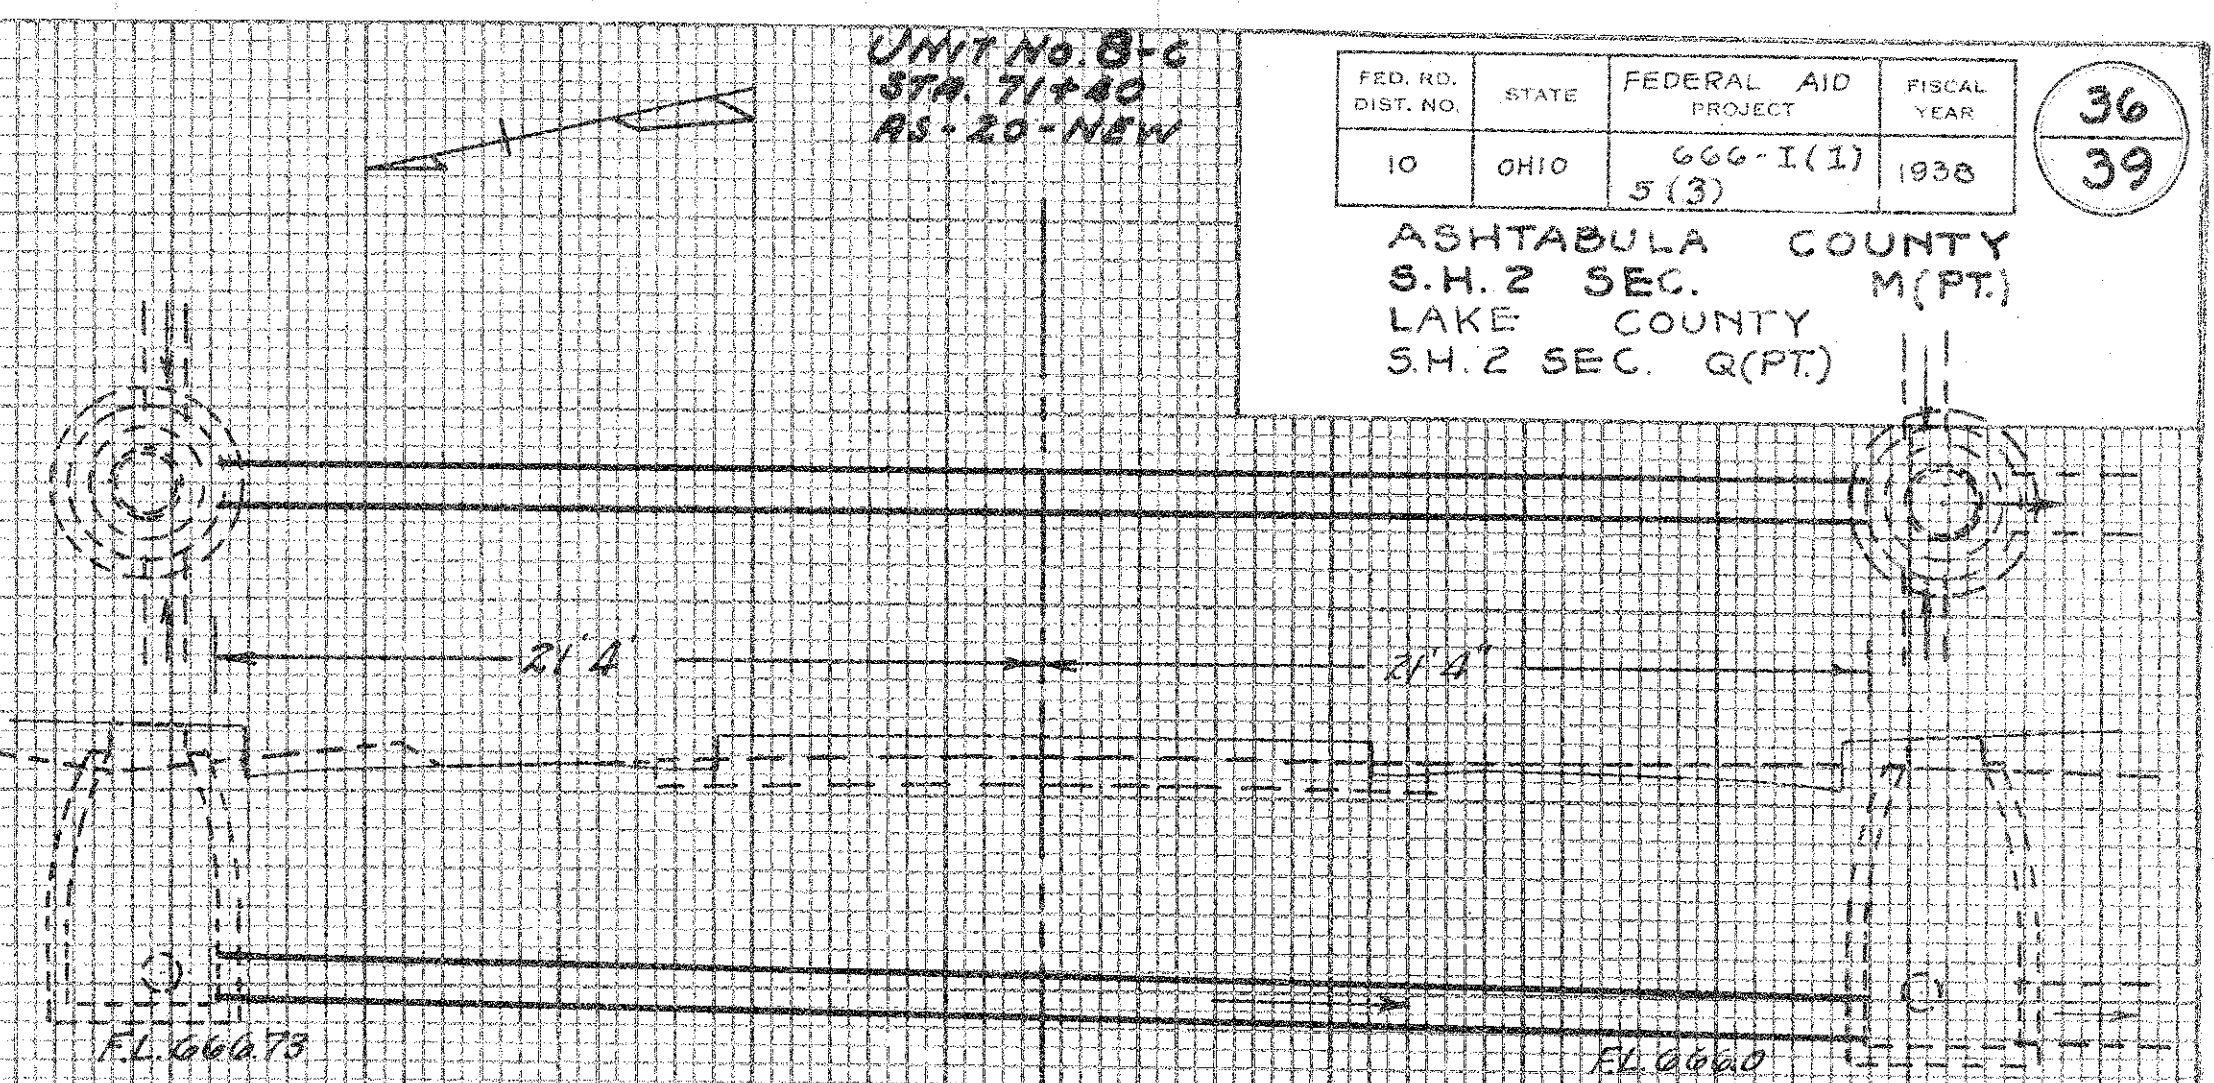 UNIT No. 8-C
STA. 71+40
AS-20-NEW
FED. RD. DIST. NO.
STATE
FEDERAL AID PROJECT
FISCAL YEAR
10
OHIO
666-I(1)
5(3)
1938
36
39
ASHTABULA COUNTY
S.H. 2 SEC. M(PT.)
LAKE COUNTY
S.H. 2 SEC. Q(PT.)
21'4"
21'4"
F.L. 666.73
F.L. 666.0